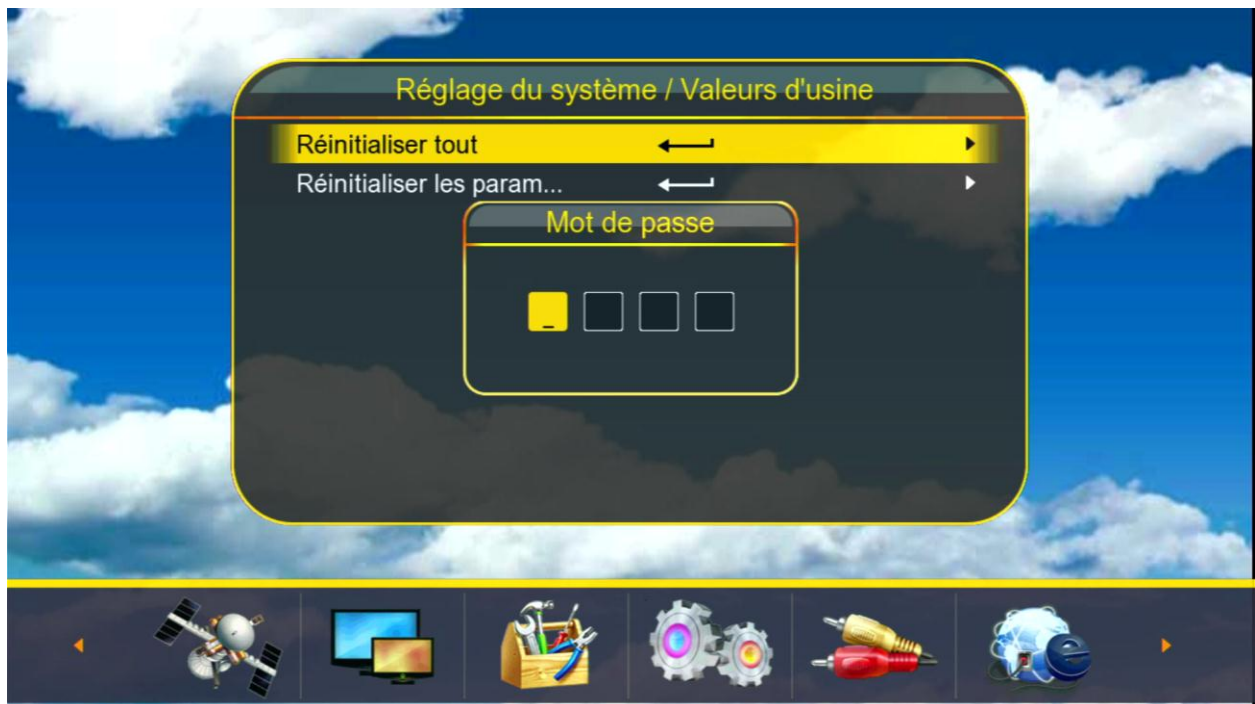 Réglage du système / Valeurs d'usine
Réinitialiser tout
Réinitialiser les param...
Mot de passe